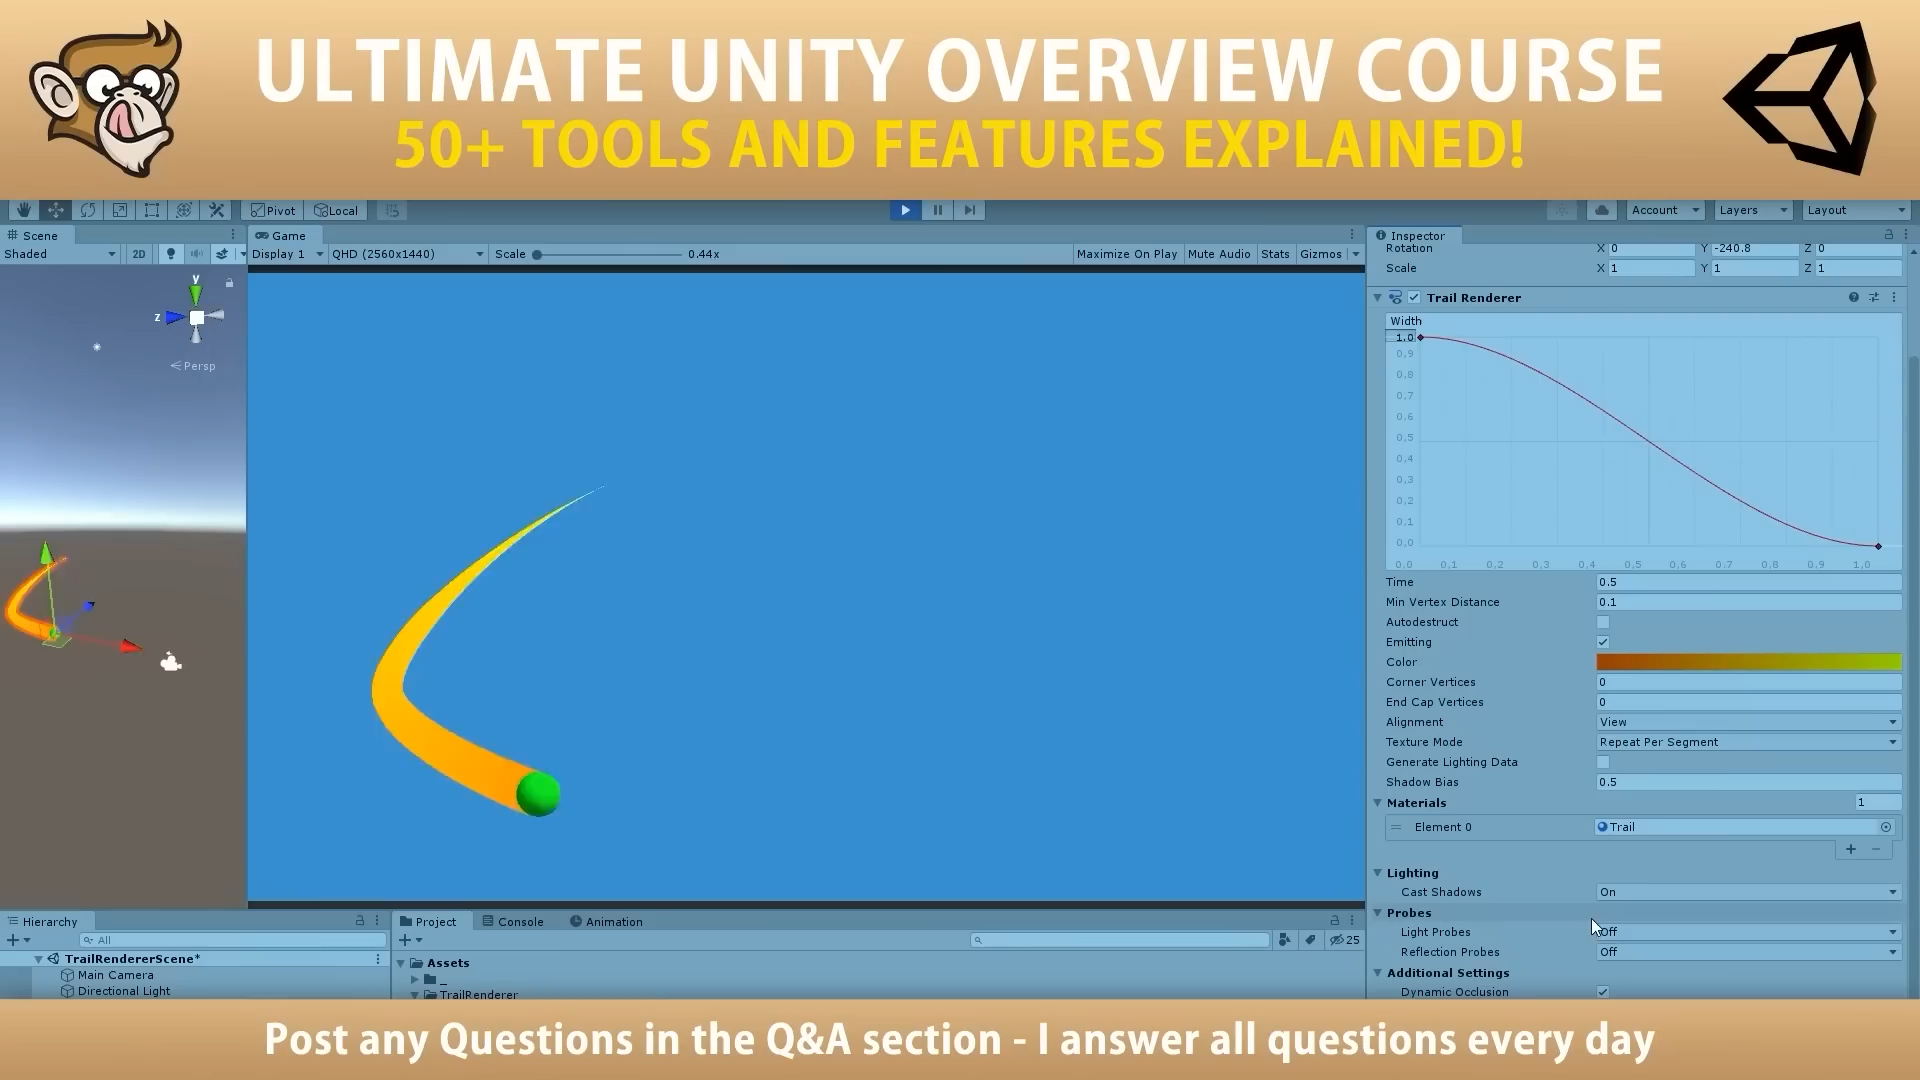 ULTIMATE UNITY OVERVIEW COURSE
50+ TOOLS AND FEATURES EXPLAINED!
Pivot Local Account Layers Layout
Scene Game Inspector
Shaded 2D Display 1 QHD (2560x1440) Scale 0.44x Maximize On Play Mute Audio Stats Gizmos
Rotation X 0 Y -240.8 Z 0
Scale X 1 Y 1 Z 1
y
z
Persp
Trail Renderer
Width
1.0
0,9
0,8
0,7
0,6
0,5
0,4
0,3
0,2
0,1
0,0
0,0 0,1 0,2 0,3 0,4 0,5 0,6 0,7 0,8 0,9 1,0
Time 0.5
Min Vertex Distance 0.1
Autodestruct
Emitting
Color
Corner Vertices 0
End Cap Vertices 0
Alignment View
Texture Mode Repeat Per Segment
Generate Lighting Data
Shadow Bias 0.5
Materials 1
Element 0 Trail
+ −
Lighting
Cast Shadows On
Probes
Light Probes Off
Reflection Probes Off
Additional Settings
Dynamic Occlusion
Hierarchy
+ All
TrailRendererScene*
Main Camera
Directional Light
Project Console Animation
+ 25
Assets
_
TrailRenderer
Post any Questions in the Q&A section - I answer all questions every day